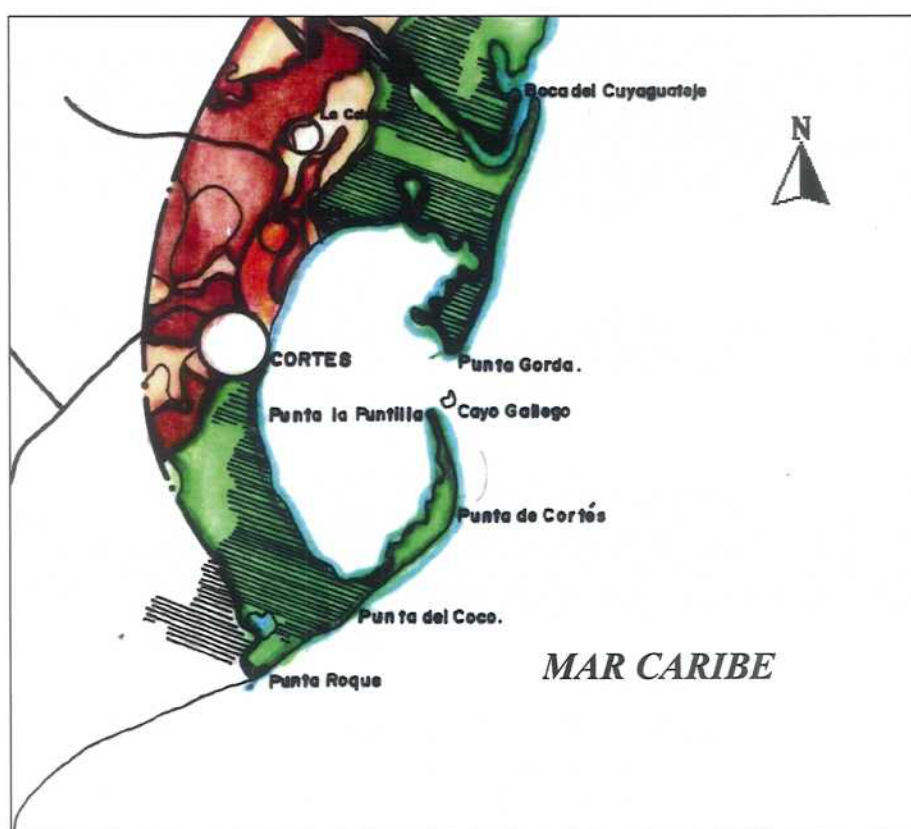 Boca del Cuyaguateje
La
N
CORTES
Punta Gorda.
Punta la Puntilla
Cayo Gallego
Punta de Cortés
Punta del Coco.
MAR CARIBE
Punta Roque